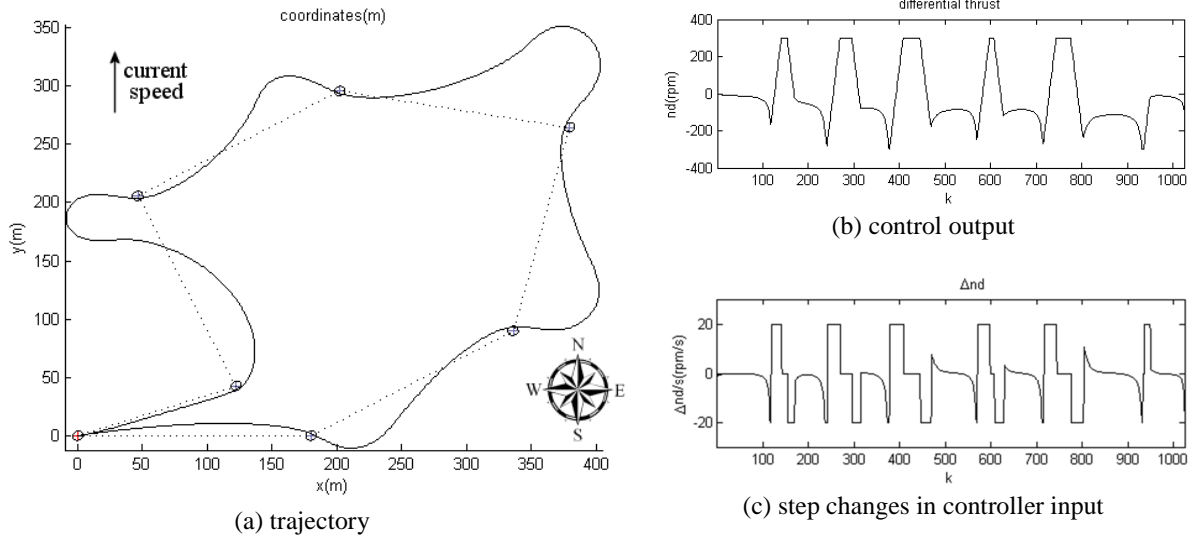 coordinates(m)
350
300
250
200
150
100
50
0
y(m)
current
speed
N
W E
S
0 50 100 150 200 250 300 350 400
x(m)
(a) trajectory
differential thrust
400
200
0
-200
-400
nd(rpm)
100 200 300 400 500 600 700 800 900 1000
k
(b) control output
Δnd
20
0
-20
Δnd/s(rpm/s)
100 200 300 400 500 600 700 800 900 1000
k
(c) step changes in controller input